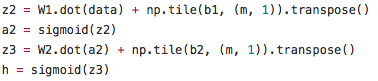 z2 = W1.dot(data) + np.tile(b1, (m, 1)).transpose()
a2 = sigmoid(z2)
z3 = W2.dot(a2) + np.tile(b2, (m, 1)).transpose()
h = sigmoid(z3)